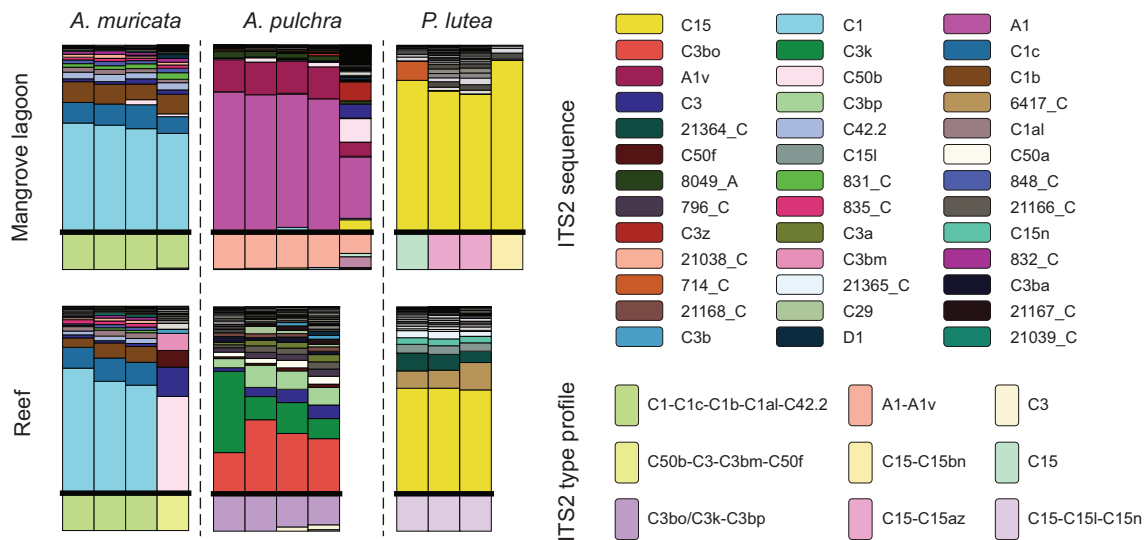 A. muricata
A. pulchra
P. lutea
Mangrove lagoon
Reef
ITS2 sequence
C15 C1 A1
C3bo C3k C1c
A1v C50b C1b
C3 C3bp 6417_C
21364_C C42.2 C1al
C50f C15l C50a
8049_A 831_C 848_C
796_C 835_C 21166_C
C3z C3a C15n
21038_C C3bm 832_C
714_C 21365_C C3ba
21168_C C29 21167_C
C3b D1 21039_C
ITS2 type profile
C1-C1c-C1b-C1al-C42.2 A1-A1v C3
C50b-C3-C3bm-C50f C15-C15bn C15
C3bo/C3k-C3bp C15-C15az C15-C15l-C15n